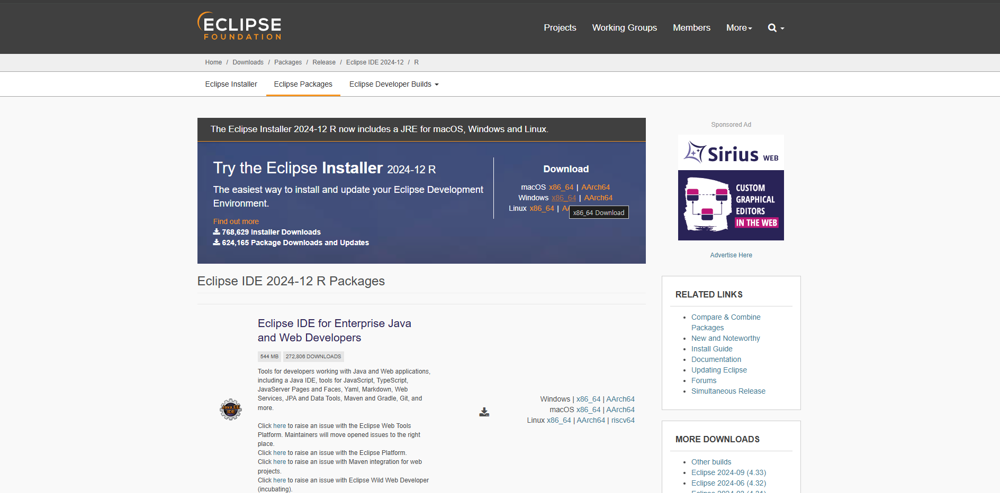 ECLIPSE
FOUNDATION
Projects Working Groups Members More
Home / Downloads / Packages / Release / Eclipse IDE 2024-12 / R
Eclipse Installer Eclipse Packages Eclipse Developer Builds
The Eclipse Installer 2024-12 R now includes a JRE for macOS, Windows and Linux.
Try the Eclipse Installer 2024-12 R
The easiest way to install and update your Eclipse Development
Environment.
Find out more
768,629 Installer Downloads
624,165 Package Downloads and Updates
Download
macOS x86_64 | AArch64
Windows x86_64 | AArch64
Linux x86_64 |
x86_64 Download
Sponsored Ad
Sirius WEB
CUSTOM
GRAPHICAL
EDITORS
IN THE WEB
Advertise Here
Eclipse IDE 2024-12 R Packages
Eclipse IDE for Enterprise Java
and Web Developers
544 MB 272,806 DOWNLOADS
Tools for developers working with Java and Web applications,
including a Java IDE, tools for JavaScript, TypeScript,
JavaServer Pages and Faces, Yaml, Markdown, Web
Services, JPA and Data Tools, Maven and Gradle, Git, and
more.
Click here to raise an issue with the Eclipse Web Tools
Platform. Maintainers will move opened issues to the right
place.
Click here to raise an issue with the Eclipse Platform.
Click here to raise an issue with Maven integration for web
projects.
Click here to raise an issue with Eclipse Wild Web Developer
(incubating).
Java EE
IDE
Windows | x86_64 | AArch64
macOS x86_64 | AArch64
Linux x86_64 | AArch64 | riscv64
RELATED LINKS
Compare & Combine
Packages
New and Noteworthy
Install Guide
Documentation
Updating Eclipse
Forums
Simultaneous Release
MORE DOWNLOADS
Other builds
Eclipse 2024-09 (4.33)
Eclipse 2024-06 (4.32)